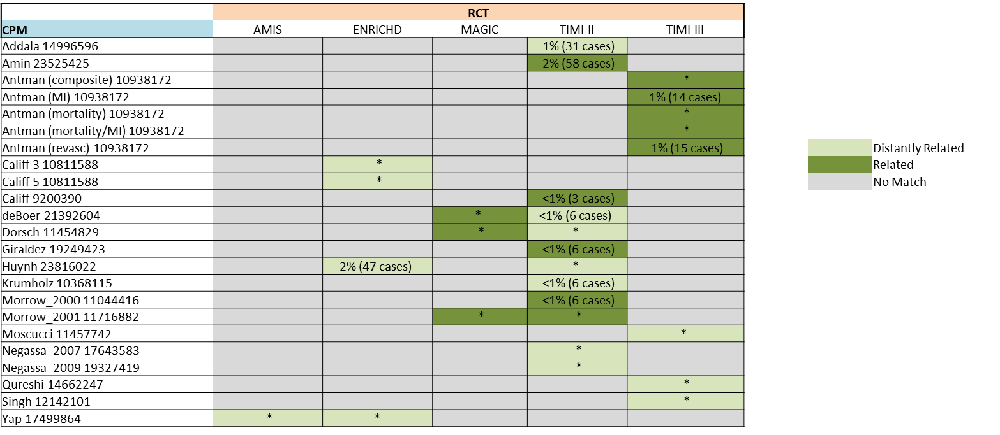 RCT
CPM AMIS ENRICHD MAGIC TIMI-II TIMI-III
Addala 14996596 1% (31 cases)
Amin 23525425 2% (58 cases)
Antman (composite) 10938172 *
Antman (MI) 10938172 1% (14 cases)
Antman (mortality) 10938172 *
Antman (mortality/MI) 10938172 *
Antman (revasc) 10938172 1% (15 cases)
Califf 3 10811588 *
Califf 5 10811588 *
Califf 9200390 <1% (3 cases)
deBoer 21392604 * <1% (6 cases)
Dorsch 11454829 * *
Giraldez 19249423 <1% (6 cases)
Huynh 23816022 2% (47 cases) *
Krumholz 10368115 <1% (6 cases)
Morrow_2000 11044416 <1% (6 cases)
Morrow_2001 11716882 * *
Moscucci 11457742 *
Negassa_2007 17643583 *
Negassa_2009 19327419 *
Qureshi 14662247 *
Singh 12142101 *
Yap 17499864 * *
Distantly Related
Related
No Match